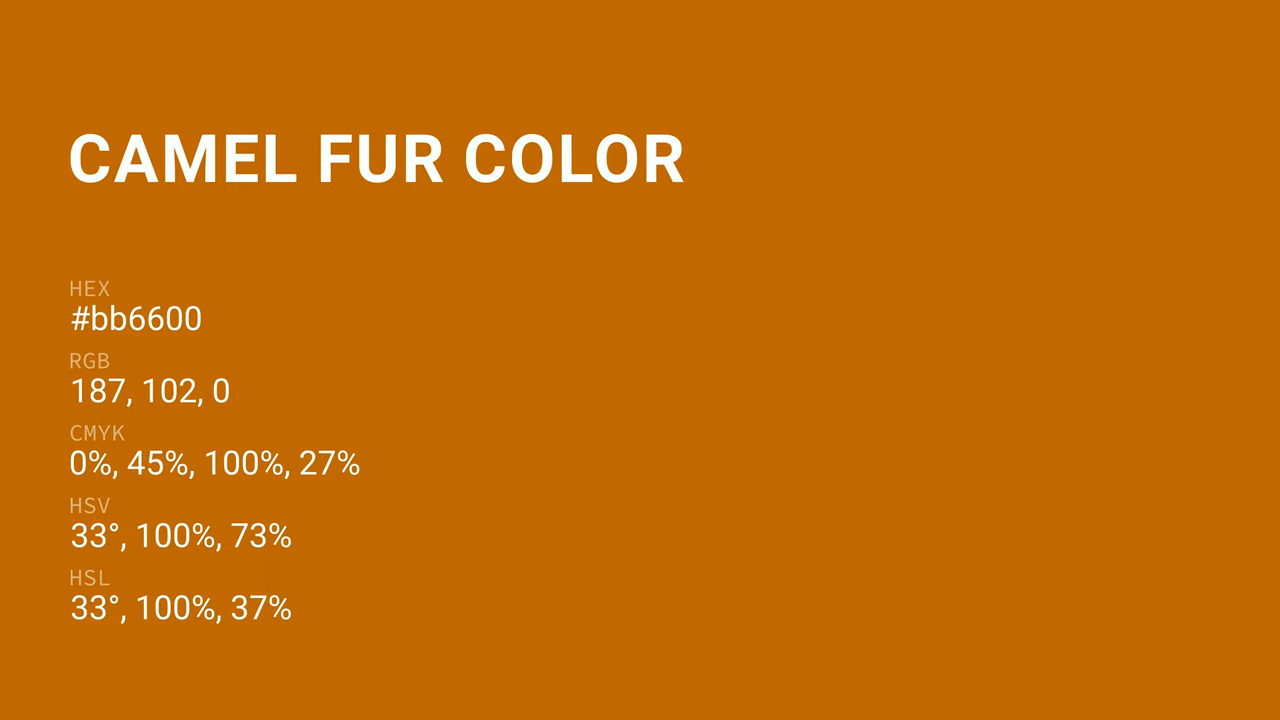 CAMEL FUR COLOR
HEX
#bb6600
RGB
187, 102, 0
CMYK
0%, 45%, 100%, 27%
HSV
33°, 100%, 73%
HSL
33°, 100%, 37%